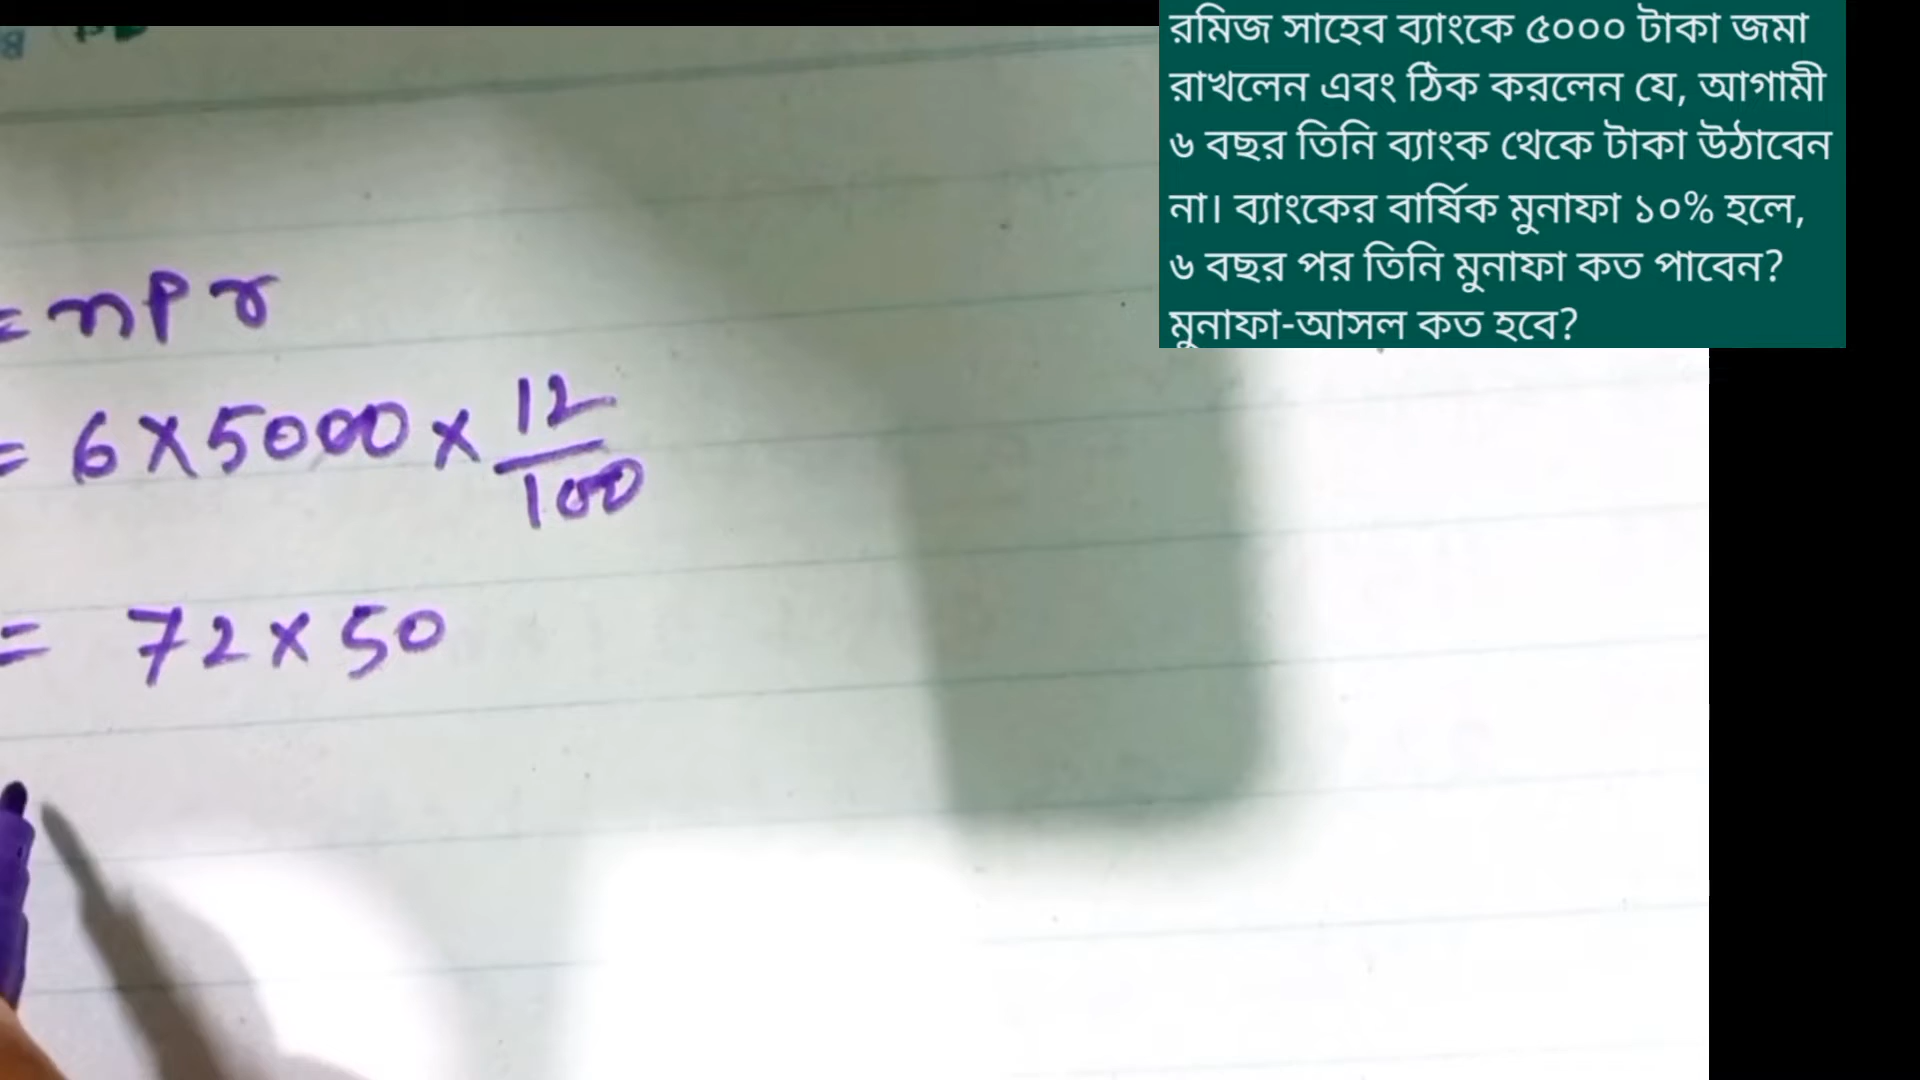 রমিজ সাহেব ব্যাংকে ৫০০০ টাকা জমা
রাখলেন এবং ঠিক করলেন যে, আগামী
৬ বছর তিনি ব্যাংক থেকে টাকা উঠাবেন
না। ব্যাংকের বার্ষিক মুনাফা ১০% হলে,
৬ বছর পর তিনি মুনাফা কত পাবেন?
মুনাফা-আসল কত হবে?
= nPr
= 6 × 5000 × 12/100
= 72 × 50